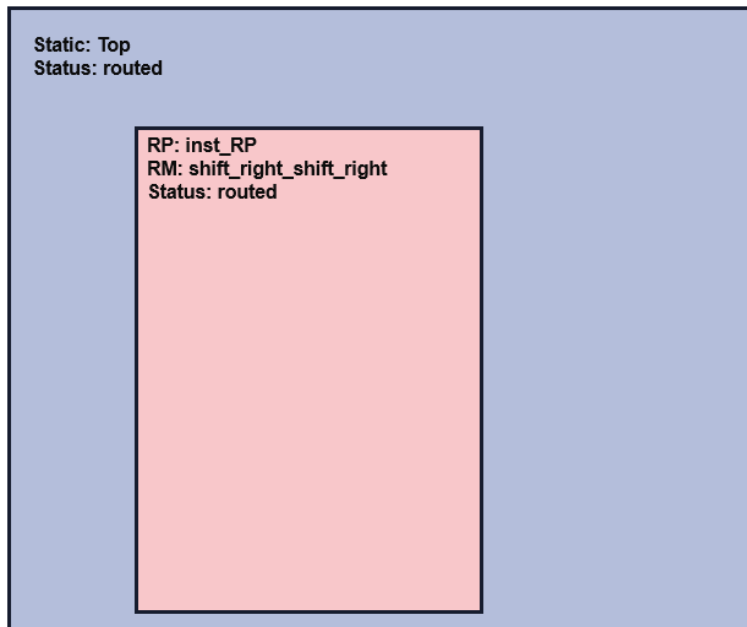 Static: Top
Status: routed
RP: inst_RP
RM: shift_right_shift_right
Status: routed